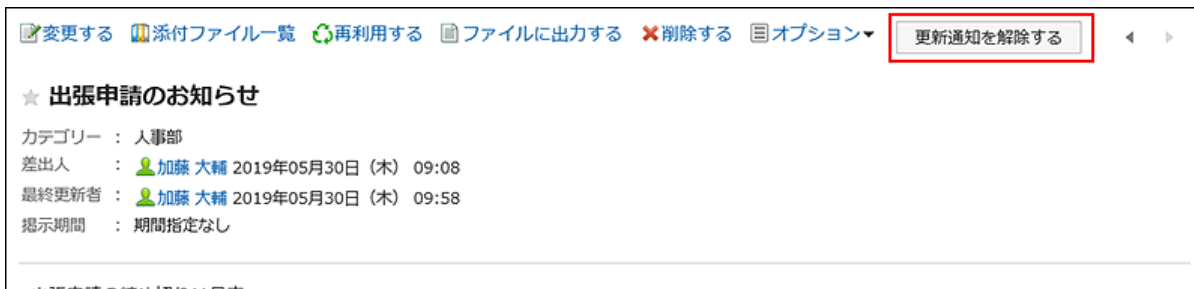 変更する 添付ファイル一覧 再利用する ファイルに出力する 削除する オプション 更新通知を解除する
出張申請のお知らせ
カテゴリー : 人事部
差出人 : 加藤 大輔 2019年05月30日（木） 09:08
最終更新者 : 加藤 大輔 2019年05月30日（木） 09:58
掲示期間 : 期間指定なし